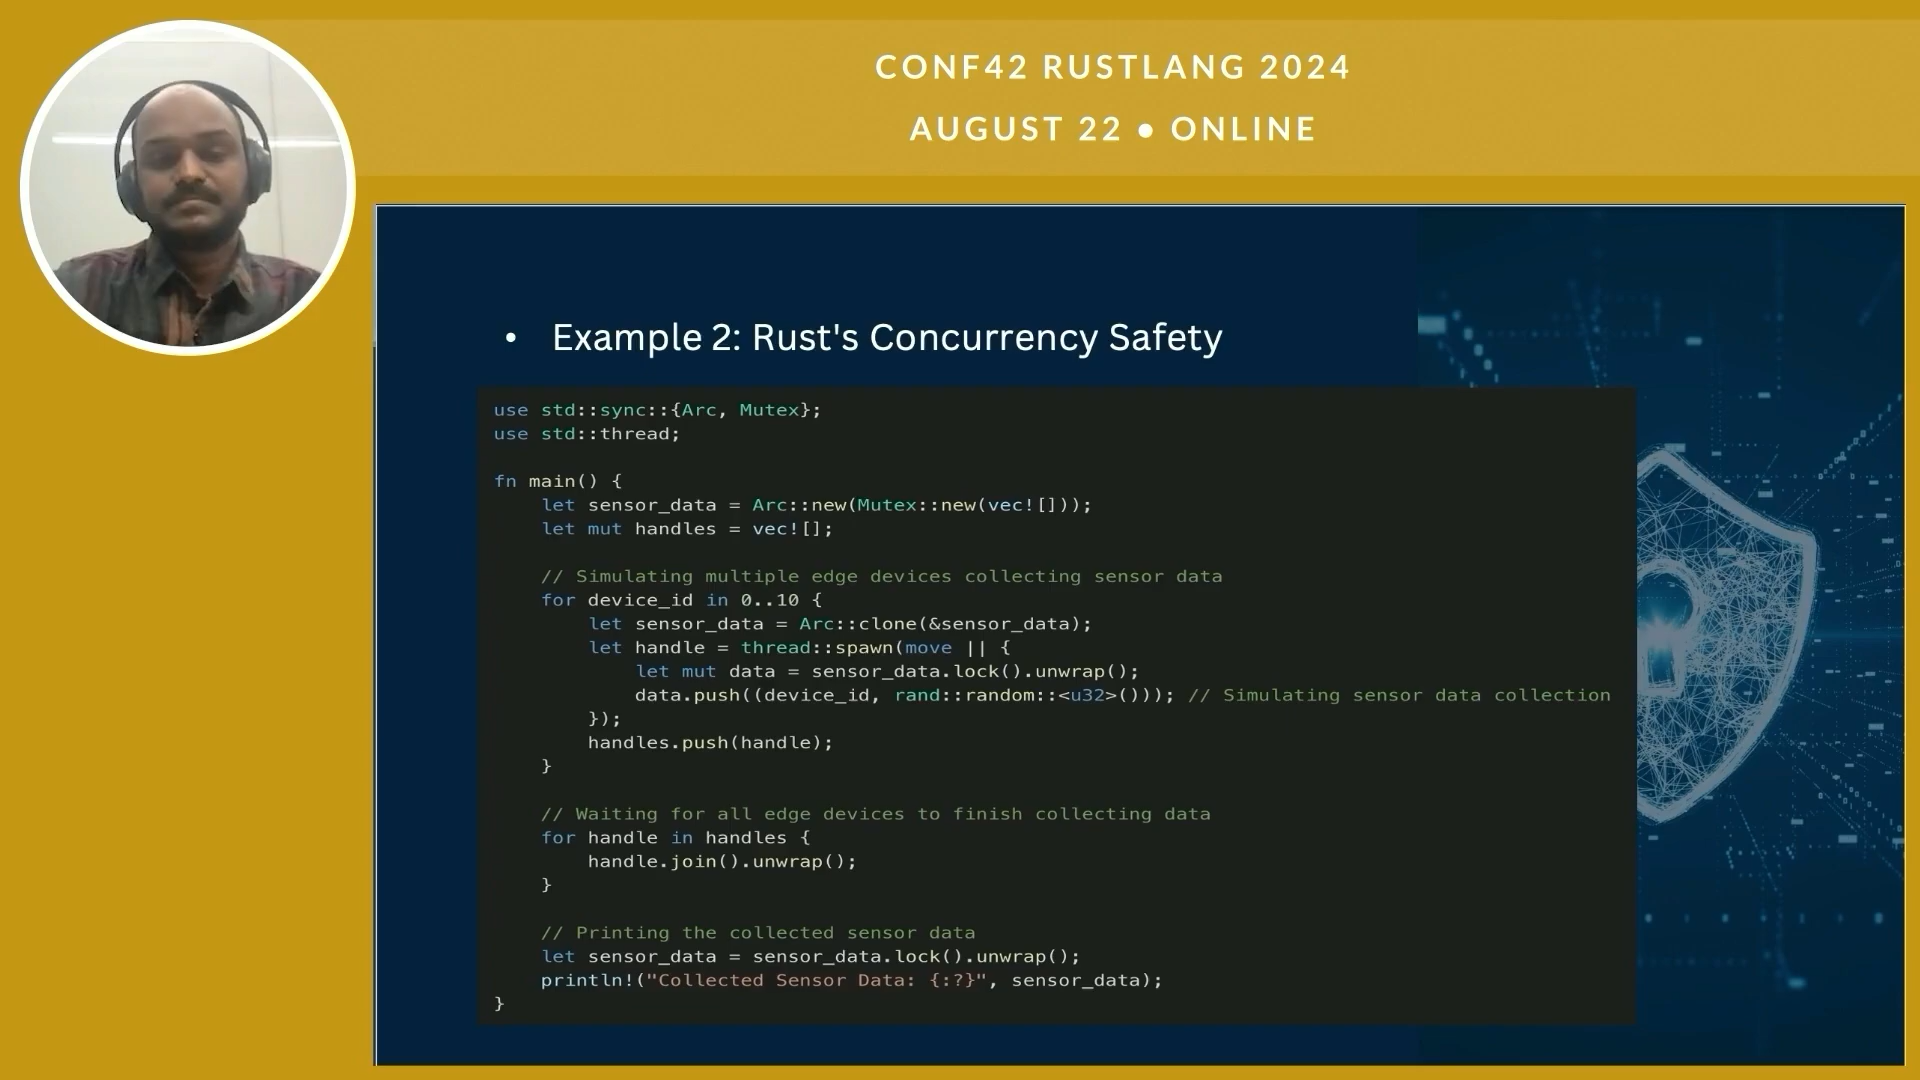 CONF42 RUSTLANG 2024
AUGUST 22 ● ONLINE
• Example 2: Rust's Concurrency Safety
use std::sync::{Arc, Mutex};
use std::thread;
fn main() {
    let sensor_data = Arc::new(Mutex::new(vec![]));
    let mut handles = vec![];
    // Simulating multiple edge devices collecting sensor data
    for device_id in 0..10 {
        let sensor_data = Arc::clone(&sensor_data);
        let handle = thread::spawn(move || {
            let mut data = sensor_data.lock().unwrap();
            data.push((device_id, rand::random::<u32>())); // Simulating sensor data collection
        });
        handles.push(handle);
    }
    // Waiting for all edge devices to finish collecting data
    for handle in handles {
        handle.join().unwrap();
    }
    // Printing the collected sensor data
    let sensor_data = sensor_data.lock().unwrap();
    println!("Collected Sensor Data: {:?}", sensor_data);
}